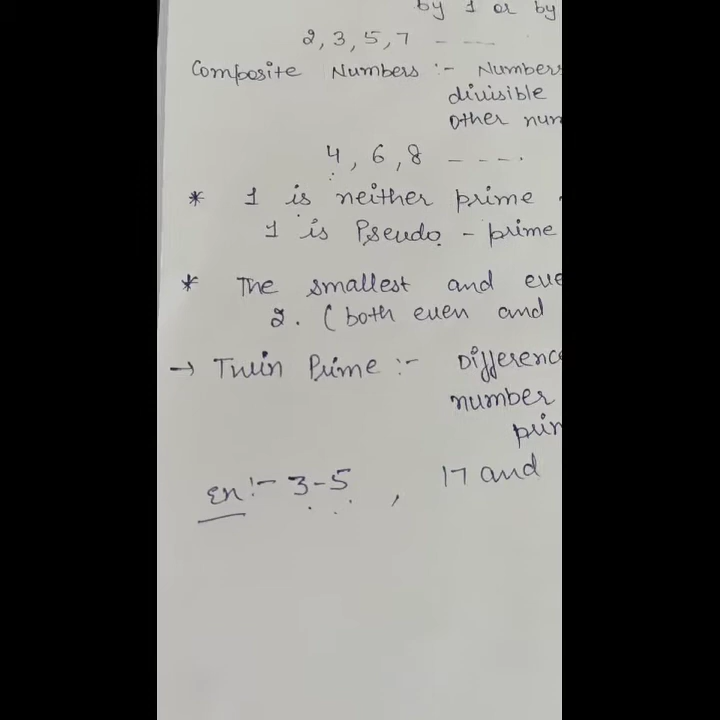 by 1 or by
2, 3, 5, 7 - ---
Composite Numbers :- Numbers
divisible
Other num
4, 6, 8 - - - - .
* 1 is neither prime
1 is Pseudo - prime
* The smallest and eve
2. (both even and
→ Twin Prime :- Difference
number
prim
Ex:- 3-5 , 17 and